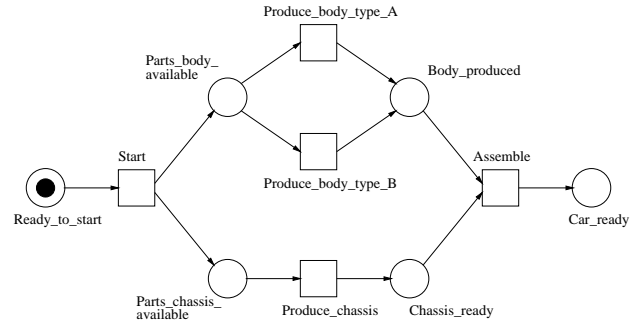 Produce_body_type_A
Parts_body_
available
Body_produced
Start
Assemble
Produce_body_type_B
Ready_to_start
Car_ready
Parts_chassis_
available
Produce_chassis
Chassis_ready